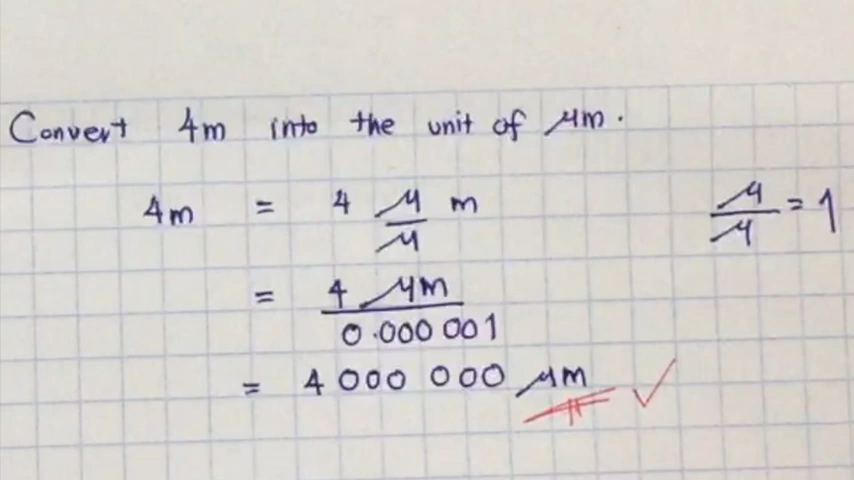 Convert 4m into the unit of μm.
4m = 4 μ/μ m
μ/μ = 1
= 4 μm / 0.000 001
= 4 000 000 μm ✓